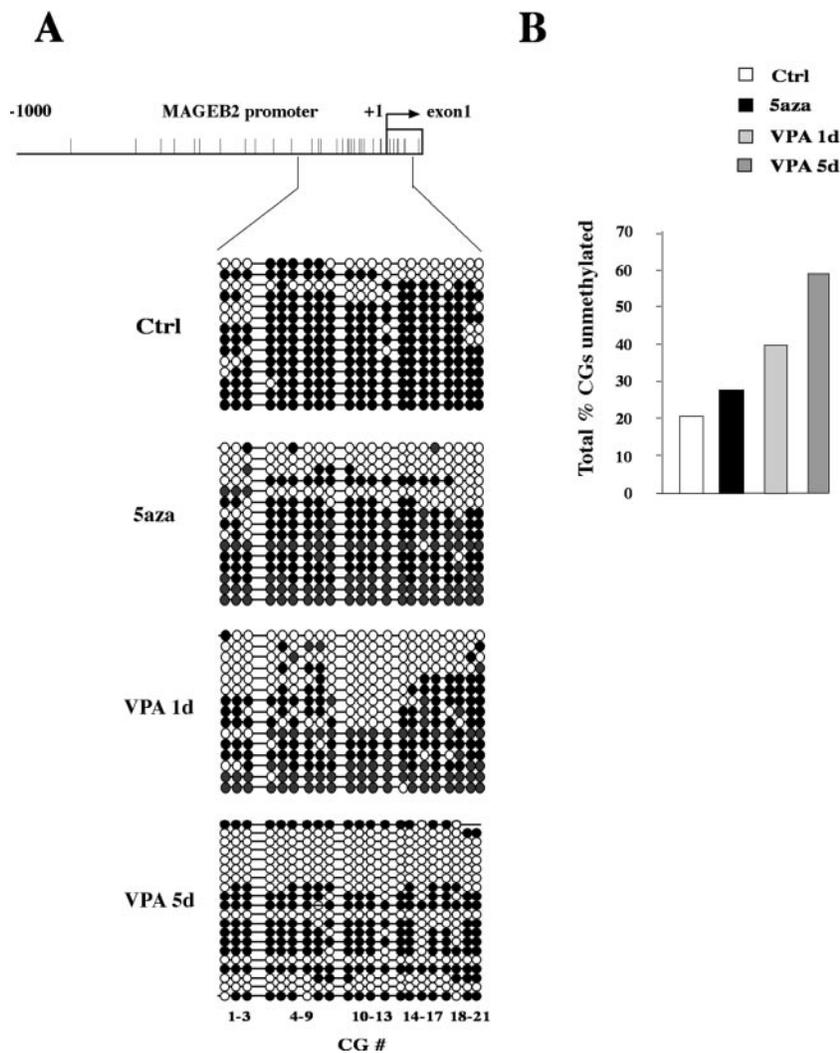 A
-1000
MAGEB2 promoter
+1
exon1
Ctrl
5aza
VPA 1d
VPA 5d
1-3 4-9 10-13 14-17 18-21
CG #
B
Ctrl
5aza
VPA 1d
VPA 5d
Total % CGs unmethylated
70
60
50
40
30
20
10
0